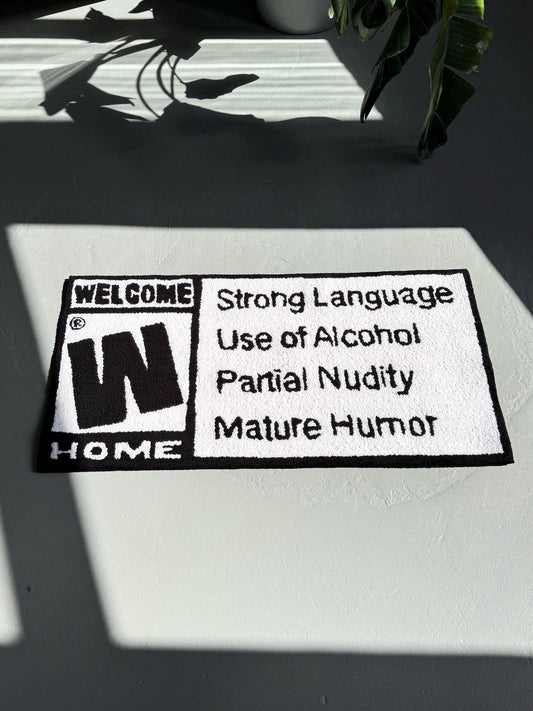 WELCOME
®
W
HOME
Strong Language
Use of Alcohol
Partial Nudity
Mature Humor